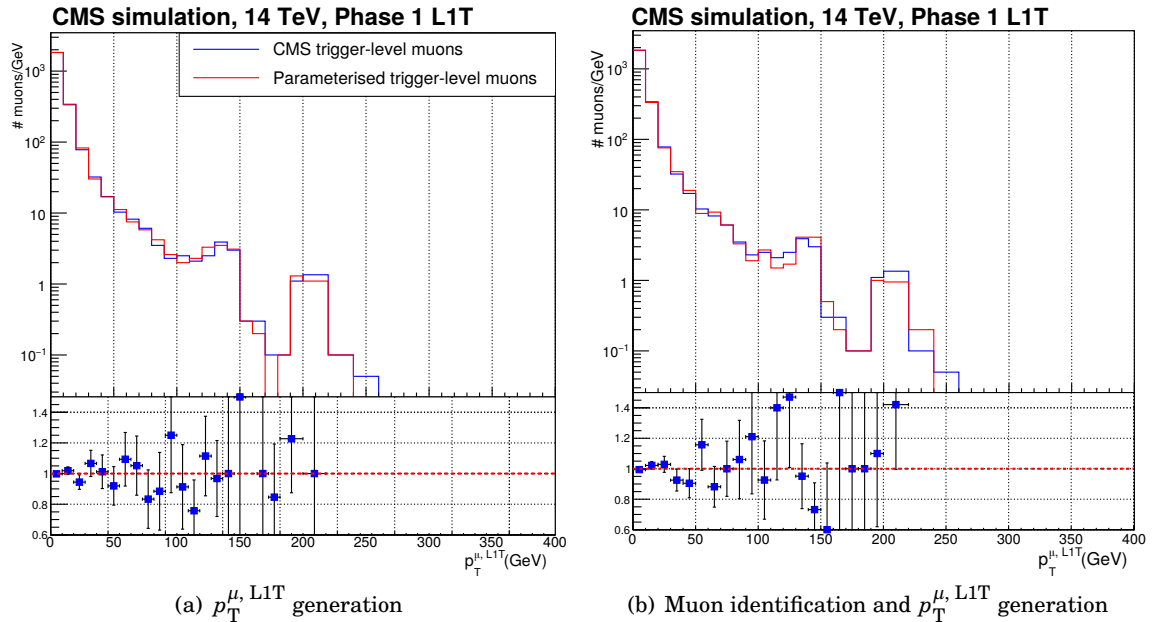 CMS simulation, 14 TeV, Phase 1 L1T
# muons/GeV
10³
10²
10
1
10⁻¹
CMS trigger-level muons
Parameterised trigger-level muons
1.4
1.2
1
0.8
0.6
0 50 100 150 200 250 300 350 400
p_T^{μ, L1T}(GeV)
(a) p_T^{μ, L1T} generation
CMS simulation, 14 TeV, Phase 1 L1T
# muons/GeV
10³
10²
10
1
10⁻¹
1.4
1.2
1
0.8
0.6
0 50 100 150 200 250 300 350 400
p_T^{μ, L1T}(GeV)
(b) Muon identification and p_T^{μ, L1T} generation